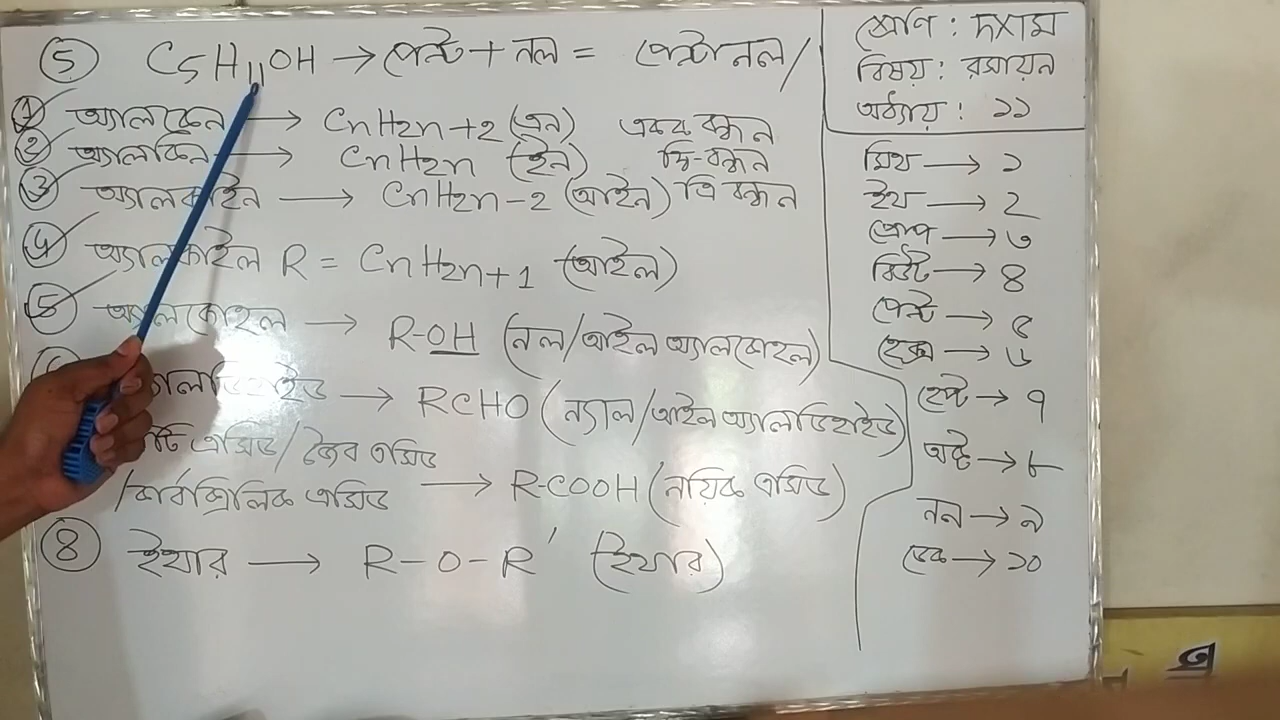 ⑤ C5H11OH → পেন্ট + নল = পেন্টানল/
① অ্যালকেন → CnH2n+2 (এন) একক বন্ধন
② অ্যালকিন → CnH2n (ইন) দ্বি-বন্ধন
③ অ্যালকাইন → CnH2n-2 (আইন) ত্রি বন্ধন
④ অ্যালকাইল R = CnH2n+1 (আইল)
⑤ অ্যালকোহল → R-OH (নল/আইল অ্যালকোহল)
→ RCHO (ন্যাল/আইল অ্যালডিহাইড)
এসিড/জৈব এসিড
/কার্বক্সিলিক এসিড → R-COOH (নয়িক এসিড)
⑧ ইথার → R-O-R' (ইথার)
শ্রেণি : দশম
বিষয় : রসায়ন
অধ্যায় : ১১
মিথ → ১
ইথ → ২
প্রোপ → ৩
বিউট → ৪
পেন্ট → ৫
হেক্স → ৬
হেপ্ট → ৭
অক্ট → ৮
নন → ৯
ডেক → ১০